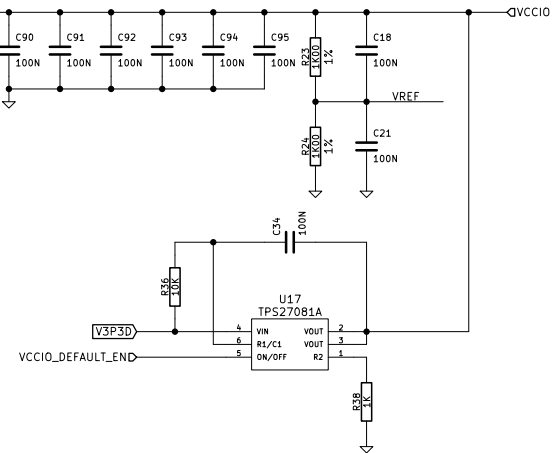 VCCIO
C90
100N
C91
100N
C92
100N
C93
100N
C94
100N
C95
100N
R23
1K00
1%
C18
100N
VREF
R24
1K00
1%
C21
100N
C34
100N
R36
10K
U17
TPS27081A
V3P3D
4 VIN VOUT 2
6 R1/C1 VOUT 3
VCCIO_DEFAULT_EN
5 ON/OFF R2 1
R38
1K